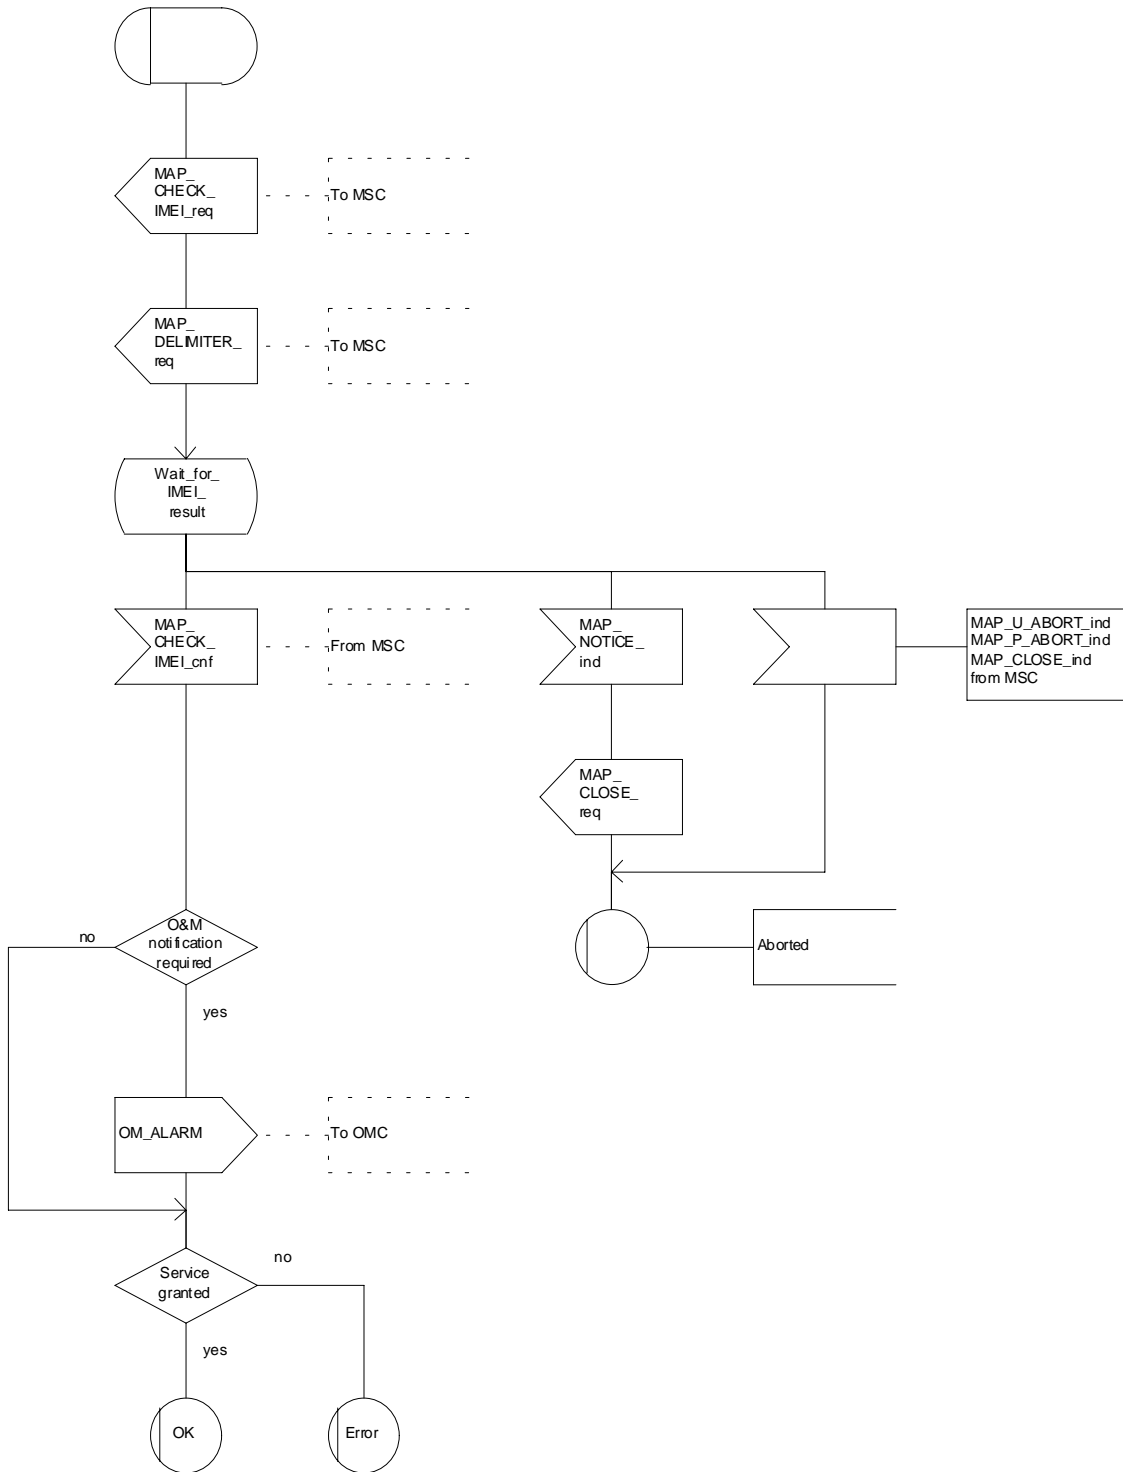 MAP_
CHECK_
IMEI_req
To MSC
MAP_
DELIMITER_
req
To MSC
Wait_for_
IMEI_
result
MAP_
CHECK_
IMEI_cnf
From MSC
MAP_
NOTICE_
ind
MAP_U_ABORT_ind
MAP_P_ABORT_ind
MAP_CLOSE_ind
from MSC
MAP_
CLOSE_
req
O&M
notification
required
no
yes
Aborted
OM_ALARM
To OMC
Service
granted
no
yes
OK
Error